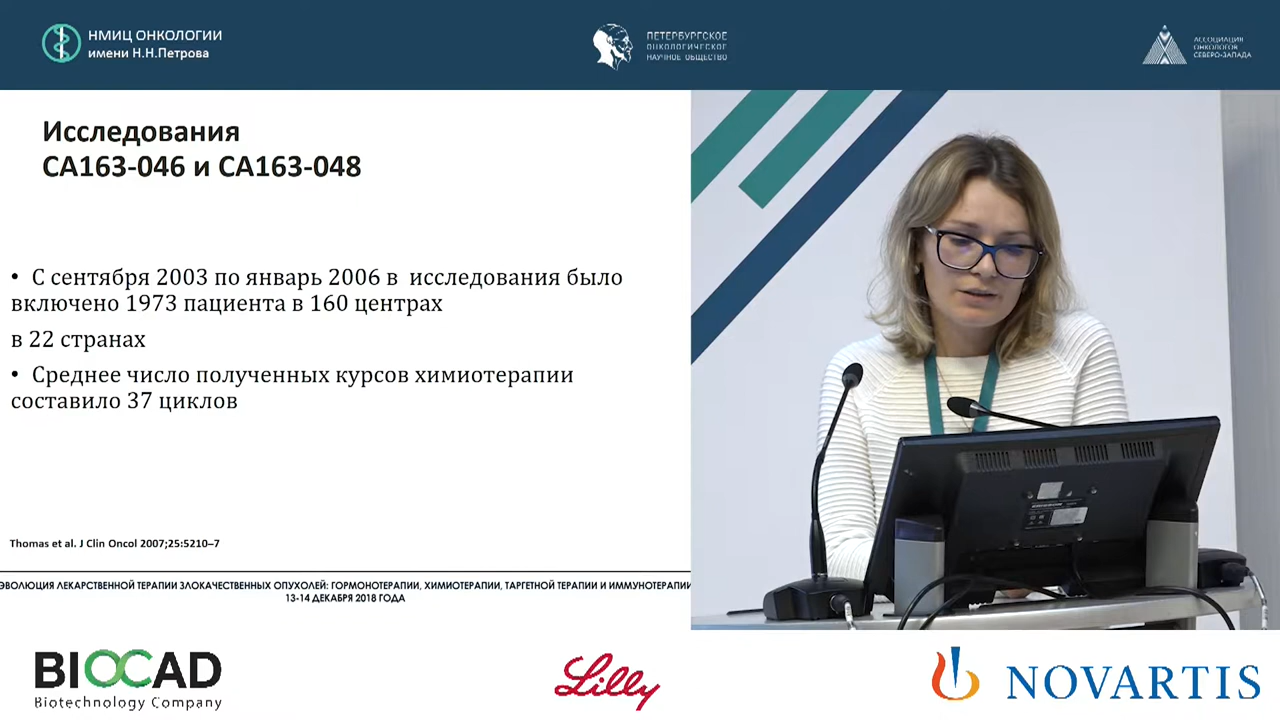 НМИЦ ОНКОЛОГИИ
имени Н.Н.Петрова
ПЕТЕРБУРГСКОЕ
ОНКОЛОГИЧЕСКОЕ
НАУЧНОЕ ОБЩЕСТВО
АССОЦИАЦИЯ
ОНКОЛОГОВ
СЕВЕРО-ЗАПАДА
Исследования
CA163-046 и CA163-048
• С сентября 2003 по январь 2006 в исследования было
включено 1973 пациента в 160 центрах
в 22 странах
• Среднее число полученных курсов химиотерапии
составило 37 циклов
Thomas et al. J Clin Oncol 2007;25:5210–7
ЭВОЛЮЦИЯ ЛЕКАРСТВЕННОЙ ТЕРАПИИ ЗЛОКАЧЕСТВЕННЫХ ОПУХОЛЕЙ: ГОРМОНОТЕРАПИИ, ХИМИОТЕРАПИИ, ТАРГЕТНОЙ ТЕРАПИИ И ИММУНОТЕРАПИИ
13-14 ДЕКАБРЯ 2018 ГОДА
BIOCAD
Biotechnology Company
Lilly
NOVARTIS